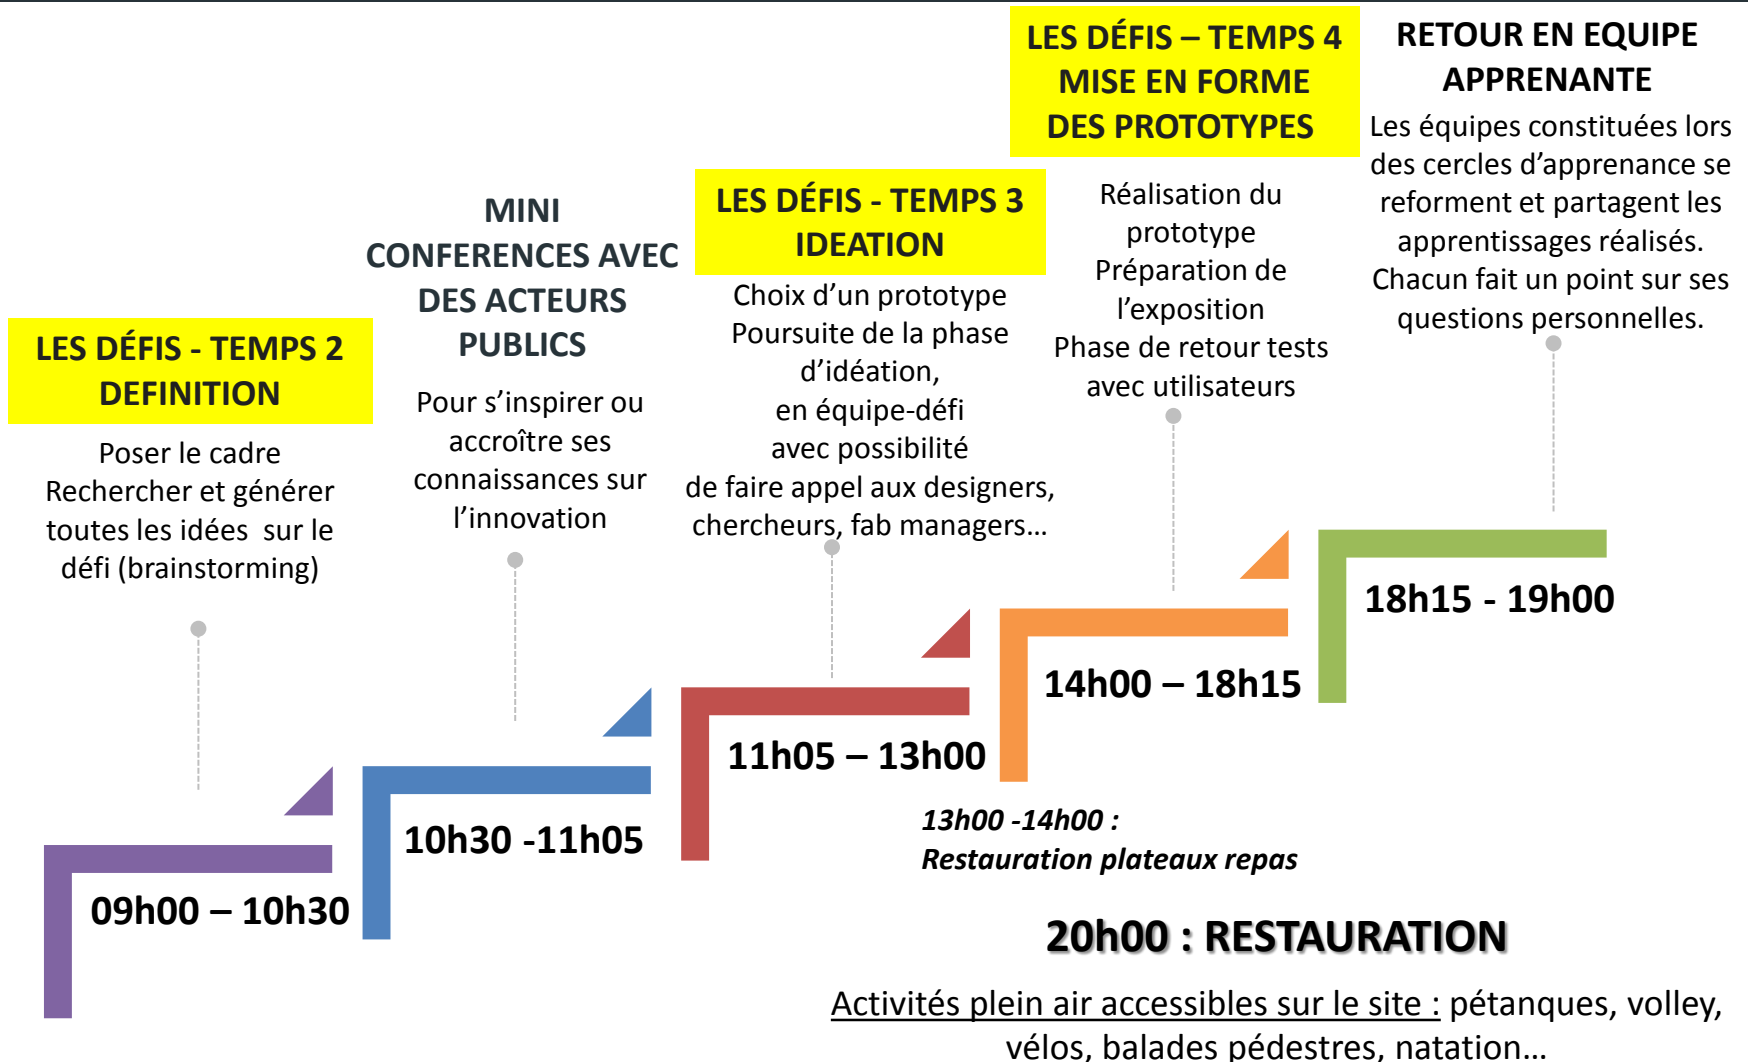 LES DÉFIS - TEMPS 2
DEFINITION
Poser le cadre
Rechercher et générer
toutes les idées  sur le
défi (brainstorming)
09h00 – 10h30
MINI
CONFERENCES AVEC
DES ACTEURS
PUBLICS
Pour s’inspirer ou
accroître ses
connaissances sur
l’innovation
10h30 -11h05
LES DÉFIS - TEMPS 3
IDEATION
Choix d’un prototype
Poursuite de la phase
d’idéation,
en équipe-défi
avec possibilité
de faire appel aux designers,
chercheurs, fab managers…
11h05 – 13h00
LES DÉFIS – TEMPS 4
MISE EN FORME
DES PROTOTYPES
Réalisation du
prototype
Préparation de
l’exposition
Phase de retour tests
avec utilisateurs
14h00 – 18h15
RETOUR EN EQUIPE
APPRENANTE
Les équipes constituées lors
des cercles d’apprenance se
reforment et partagent les
apprentissages réalisés.
Chacun fait un point sur ses
questions personnelles.
18h15 - 19h00
13h00 -14h00 :
Restauration plateaux repas
20h00 : RESTAURATION
Activités plein air accessibles sur le site : pétanques, volley,
vélos, balades pédestres, natation…